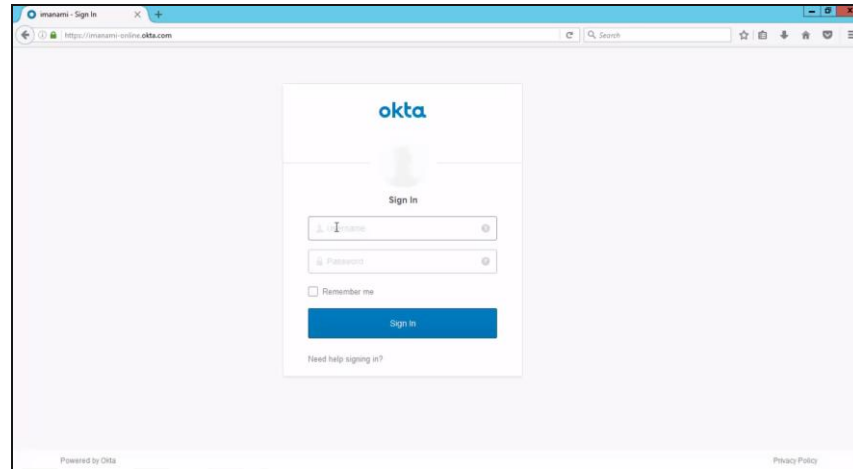 imanami - Sign In
https://imanami-online.okta.com
Search
okta
Sign In
Username
Password
Remember me
Sign In
Need help signing in?
Powered by Okta
Privacy Policy